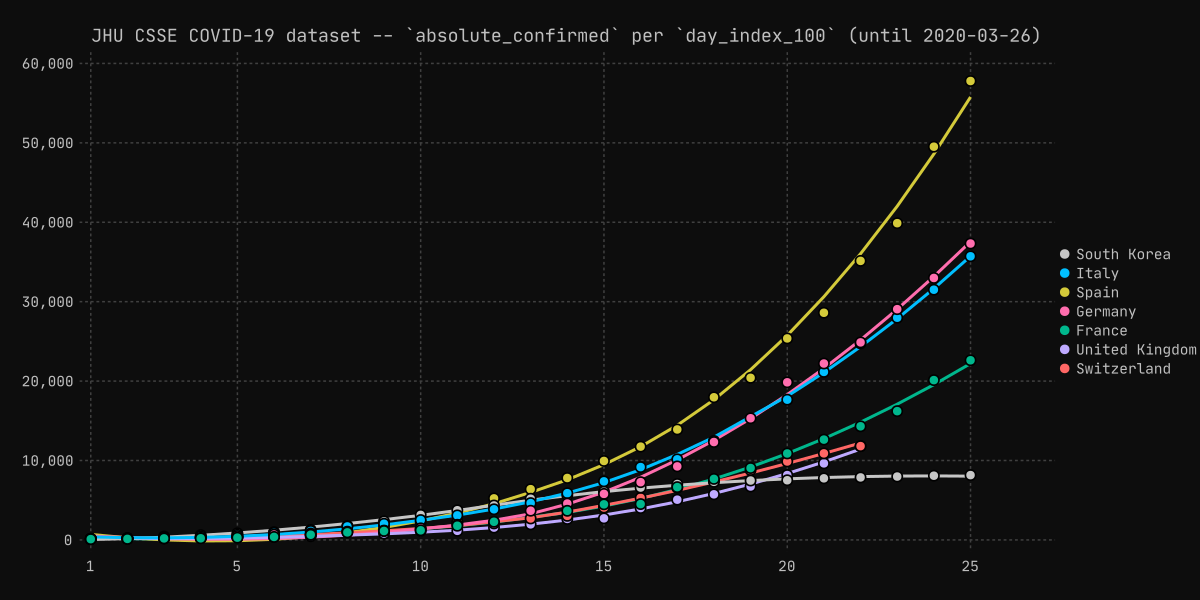 JHU CSSE COVID-19 dataset -- `absolute_confirmed` per `day_index_100` (until 2020-03-26)
60,000
50,000
40,000
30,000
20,000
10,000
0
1 5 10 15 20 25
South Korea
Italy
Spain
Germany
France
United Kingdom
Switzerland